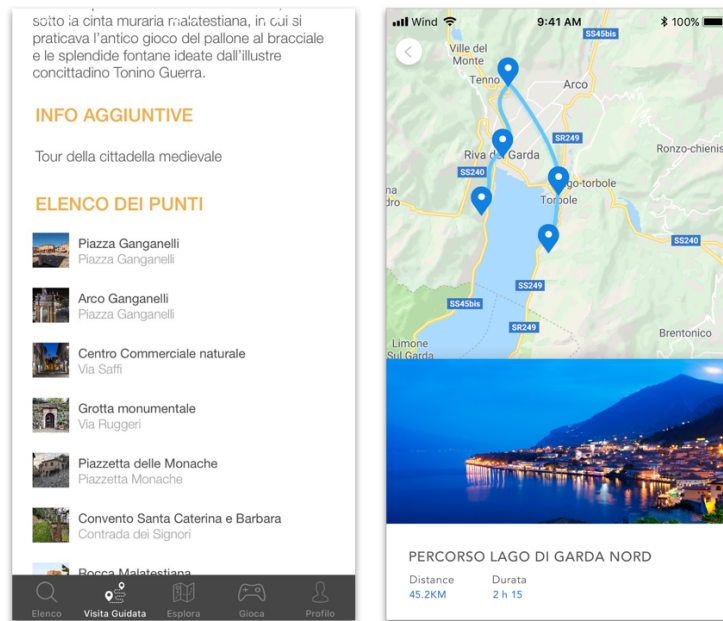 sotto la cinta muraria malatestiana, in cui si
praticava l'antico gioco del pallone al bracciale
e le splendide fontane ideate dall'illustre
concittadino Tonino Guerra.
INFO AGGIUNTIVE
Tour della cittadella medievale
ELENCO DEI PUNTI
Piazza Ganganelli
Piazza Ganganelli
Arco Ganganelli
Piazza Ganganelli
Centro Commerciale naturale
Via Saffi
Grotta monumentale
Via Ruggeri
Piazzetta delle Monache
Piazzetta Monache
Convento Santa Caterina e Barbara
Contrada dei Signori
Rocca Malatestiana
Elenco
Visita Guidata
Esplora
Gioca
Profilo
Wind
9:41 AM
100%
SS45bis
Ville del
Monte
Tenno
Arco
SR249
Ronzo-chienis
Riva del Garda
SS240
ago-torbole
Torbole
na
dro
SS240
SS249
SS45bis
SR249
Brentonico
Limone
Sul Garda
PERCORSO LAGO DI GARDA NORD
Distance
Durata
45.2KM
2 h 15